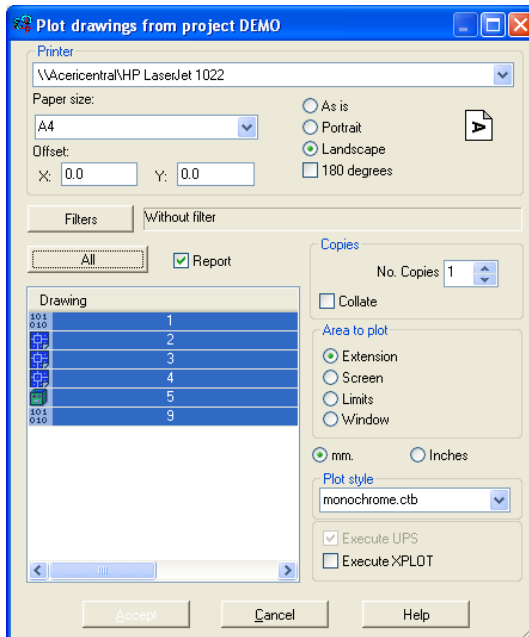 Plot drawings from project DEMO
Printer
\\Acericentral\HP LaserJet 1022
Paper size:
A4
As is
Portrait
Landscape
180 degrees
A
Offset:
X: 0.0 Y: 0.0
Filters Without filter
All Report
Copies
No. Copies 1
Collate
Drawing
101
010 1
2
3
4
5
101
010 9
Area to plot
Extension
Screen
Limits
Window
mm. Inches
Plot style
monochrome.ctb
Execute UPS
Execute XPLOT
Accept Cancel Help